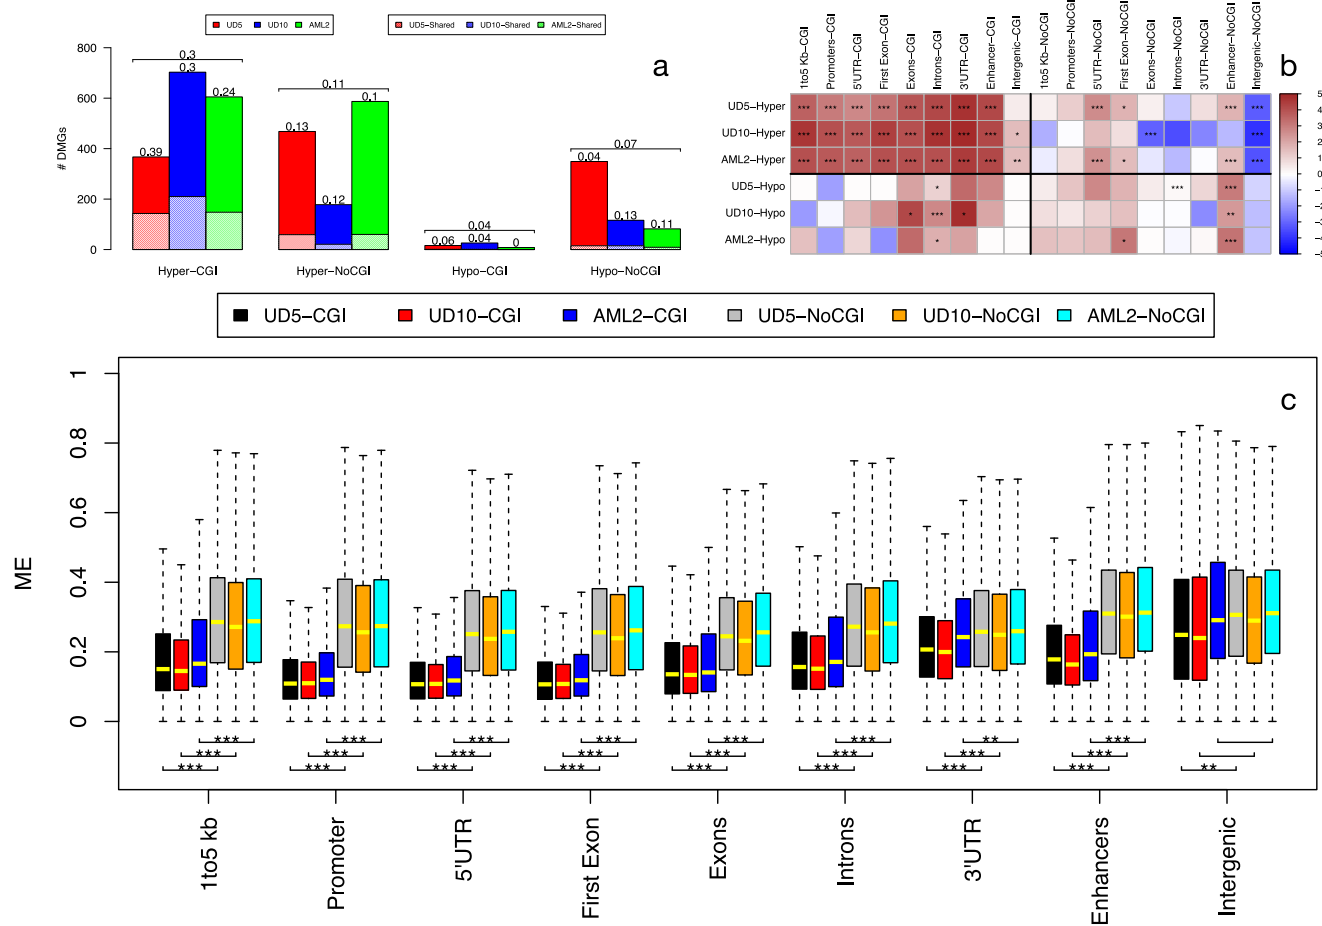 UD5 UD10 AML2
UD5-Shared UD10-Shared AML2-Shared
a
# DMGs
800
600
400
200
0
0.3
0.39 0.3 0.24
0.11
0.13 0.12 0.1
0.04
0.06 0.04 0
0.07
0.04 0.13 0.11
Hyper-CGI Hyper-NoCGI Hypo-CGI Hypo-NoCGI
b
1to5 Kb-CGI
Promoters-CGI
5'UTR-CGI
First Exon-CGI
Exons-CGI
Introns-CGI
3'UTR-CGI
Enhancer-CGI
Intergenic-CGI
1to5 Kb-NoCGI
Promoters-NoCGI
5'UTR-NoCGI
First Exon-NoCGI
Exons-NoCGI
Introns-NoCGI
3'UTR-NoCGI
Enhancer-NoCGI
Intergenic-NoCGI
UD5-Hyper *** *** *** *** *** *** *** *** *** * *** ***
UD10-Hyper *** *** *** *** *** *** *** *** * *** ***
AML2-Hyper *** *** *** *** *** *** *** *** ** *** * *** ***
UD5-Hypo * *** ***
UD10-Hypo * *** * **
AML2-Hypo * * ***
5
4
3
2
1
0
UD5-CGI UD10-CGI AML2-CGI UD5-NoCGI UD10-NoCGI AML2-NoCGI
c
ME
1
0.8
0.6
0.4
0.2
0
*** *** *** *** *** *** ** ***
*** *** *** *** *** *** *** ***
*** *** *** *** *** *** *** *** **
1to5 kb
Promoter
5'UTR
First Exon
Exons
Introns
3'UTR
Enhancers
Intergenic